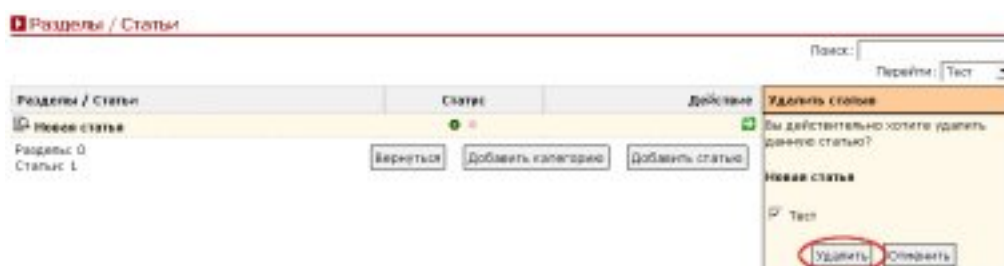 Разделы / Статьи
Поиск:
Перейти: Тест
Разделы / Статьи Статус Действие
Новая статья
Разделы: 0
Статьи: 1
Вернуться Добавить категорию Добавить статью
Удалить статью
Вы действительно хотите удалить
данную статью?
Новая статья
Тест
Удалить Отменить